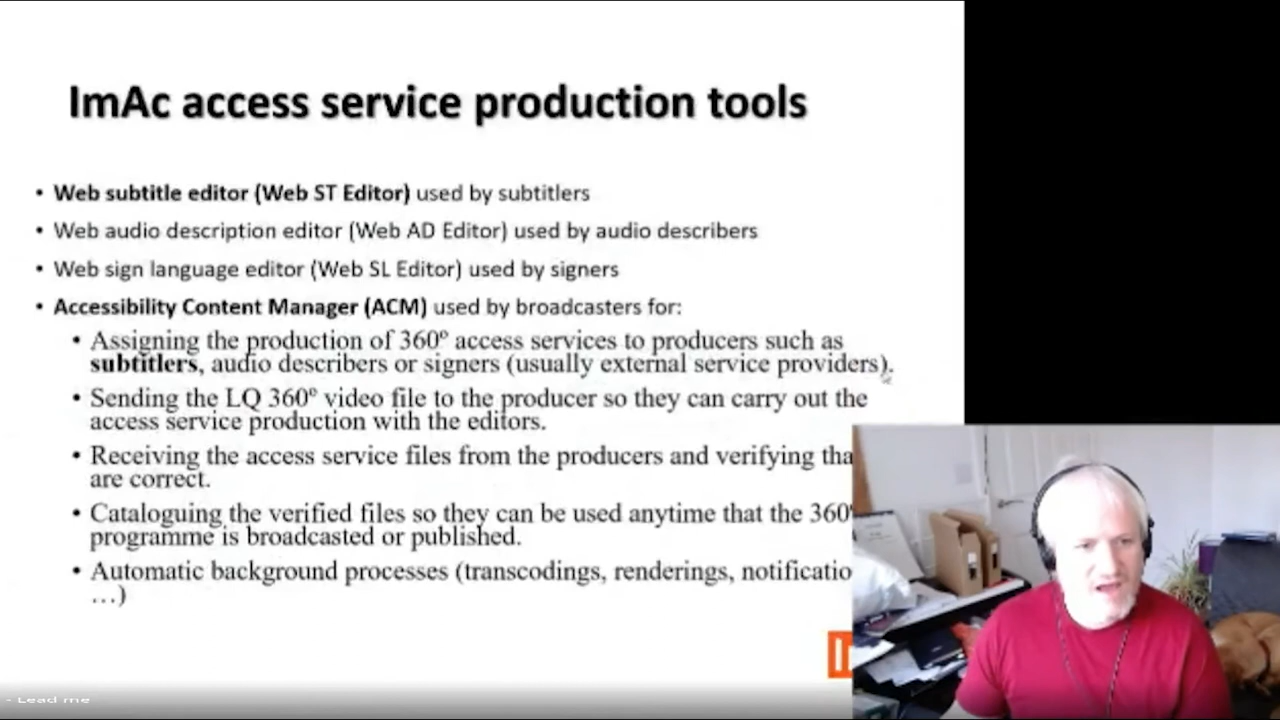 ImAc access service production tools
• Web subtitle editor (Web ST Editor) used by subtitlers
• Web audio description editor (Web AD Editor) used by audio describers
• Web sign language editor (Web SL Editor) used by signers
• Accessibility Content Manager (ACM) used by broadcasters for:
• Assigning the production of 360º access services to producers such as
subtitlers, audio describers or signers (usually external service providers).
• Sending the LQ 360º video file to the producer so they can carry out the
access service production with the editors.
• Receiving the access service files from the producers and verifying tha
are correct.
• Cataloguing the verified files so they can be used anytime that the 360º
programme is broadcasted or published.
• Automatic background processes (transcodings, renderings, notificatio
…)
- Lead me